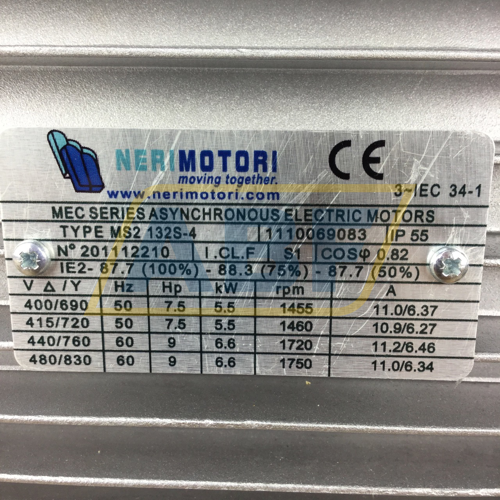 NERIMOTORI
moving together.
www.nerimotori.com
CE
3~IEC 34-1
MEC SERIES ASYNCHRONOUS ELECTRIC MOTORS
TYPE MS2 132S-4 1110069083 IP 55
N° 201112210 I.CL.F S1 COSφ 0.82
IE2- 87.7 (100%) - 88.3 (75%) - 87.7 (50%)
V Δ/Y Hz Hp kW rpm A
400/690 50 7.5 5.5 1455 11.0/6.37
415/720 50 7.5 5.5 1460 10.9/6.27
440/760 60 9 6.6 1720 11.2/6.46
480/830 60 9 6.6 1750 11.0/6.34